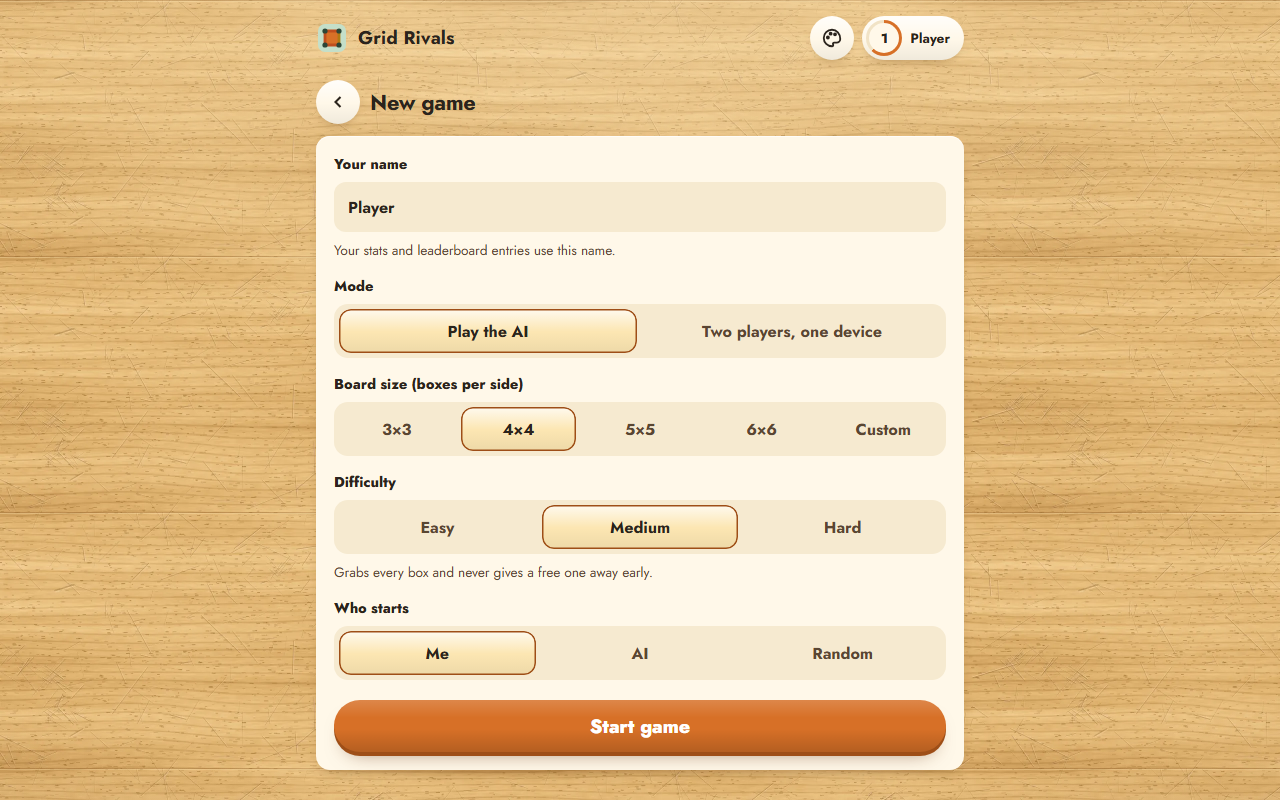 Grid Rivals
1 Player
New game
Your name
Player
Your stats and leaderboard entries use this name.
Mode
Play the AI Two players, one device
Board size (boxes per side)
3×3 4×4 5×5 6×6 Custom
Difficulty
Easy Medium Hard
Grabs every box and never gives a free one away early.
Who starts
Me AI Random
Start game